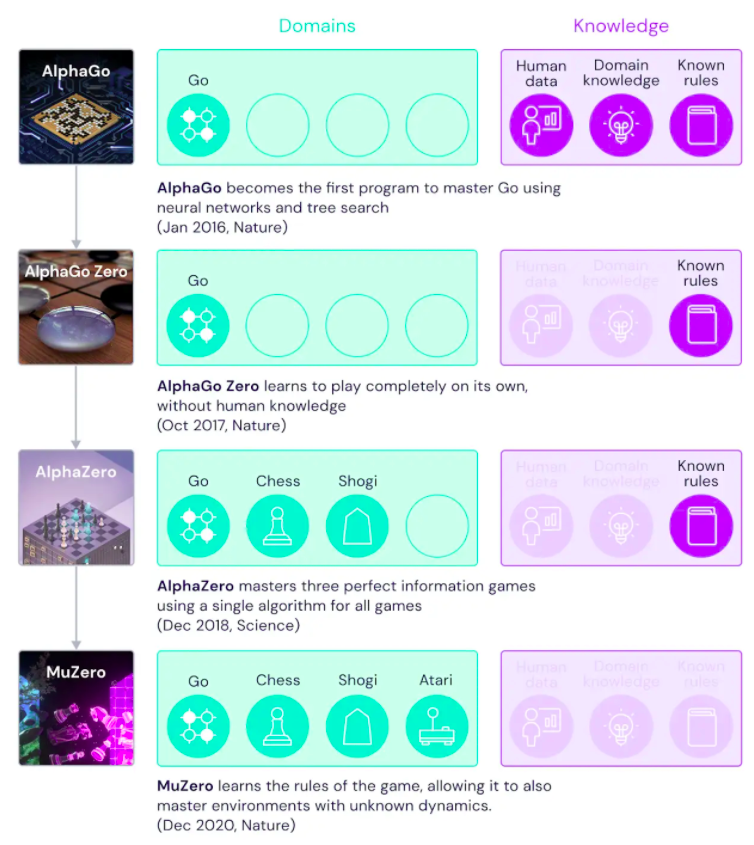 Domains
Knowledge
AlphaGo
Go
Human data
Domain knowledge
Known rules
AlphaGo becomes the first program to master Go using
neural networks and tree search
(Jan 2016, Nature)
AlphaGo Zero
Go
Human data
Domain knowledge
Known rules
AlphaGo Zero learns to play completely on its own,
without human knowledge
(Oct 2017, Nature)
AlphaZero
Go
Chess
Shogi
Human data
Domain knowledge
Known rules
AlphaZero masters three perfect information games
using a single algorithm for all games
(Dec 2018, Science)
MuZero
Go
Chess
Shogi
Atari
Human data
Domain knowledge
Known rules
MuZero learns the rules of the game, allowing it to also
master environments with unknown dynamics.
(Dec 2020, Nature)